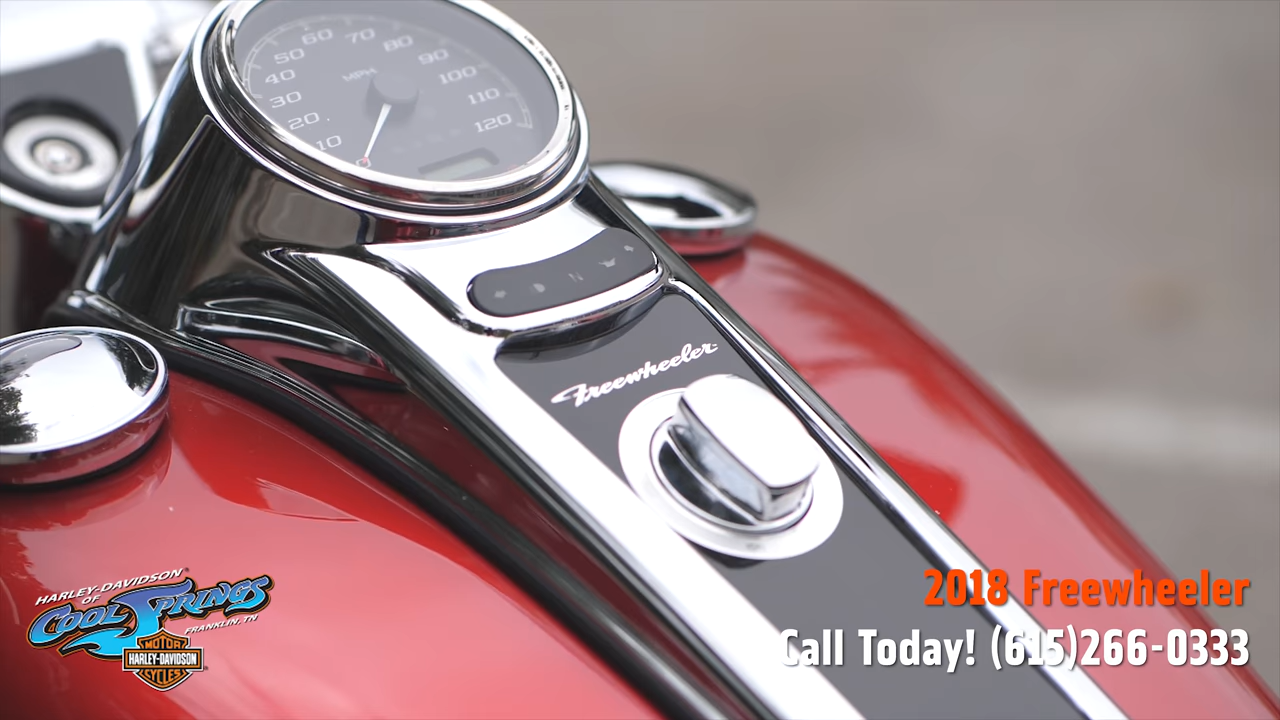 60 70
50 80
40 90
MPH
30 100
20 110
10 120
0
N
Freewheeler
HARLEY-DAVIDSON®
OF
COOL SPRINGS
FRANKLIN, TN
MOTOR
HARLEY-DAVIDSON
CYCLES
2018 Freewheeler
Call Today! (615)266-0333